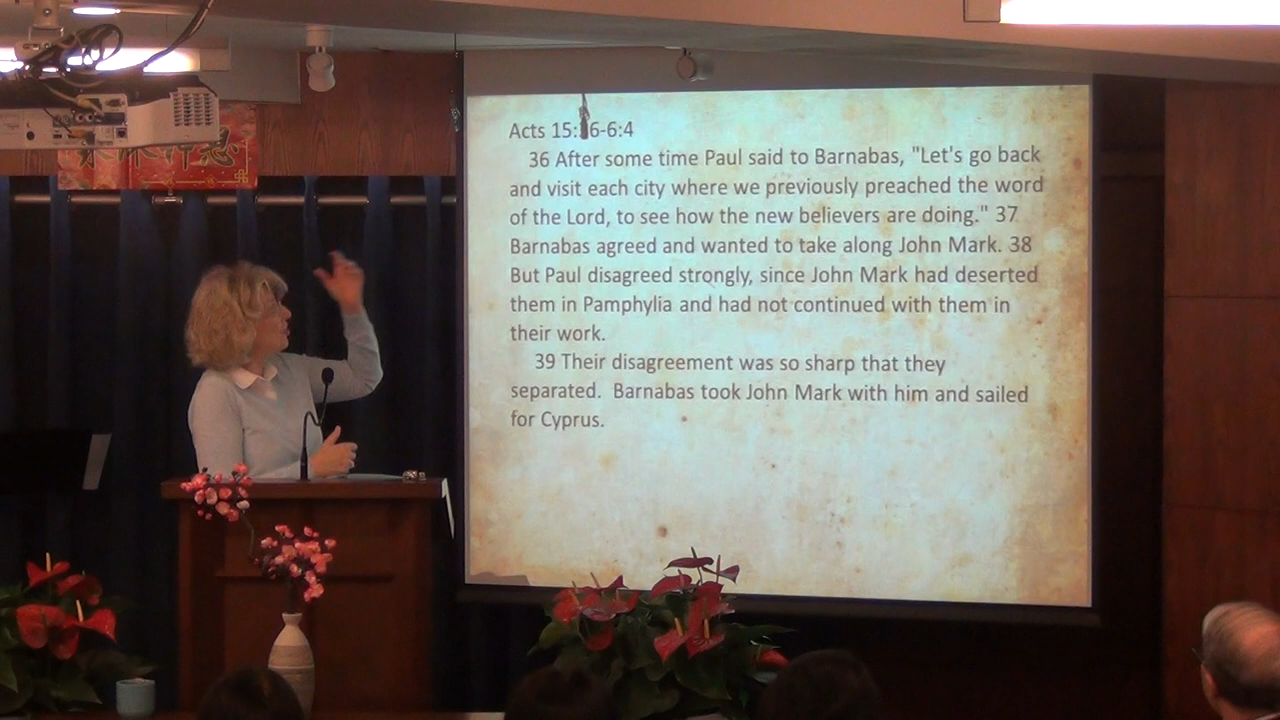 Acts 15:36-6:4
36 After some time Paul said to Barnabas, "Let's go back
and visit each city where we previously preached the word
of the Lord, to see how the new believers are doing." 37
Barnabas agreed and wanted to take along John Mark. 38
But Paul disagreed strongly, since John Mark had deserted
them in Pamphylia and had not continued with them in
their work.
39 Their disagreement was so sharp that they
separated.  Barnabas took John Mark with him and sailed
for Cyprus.